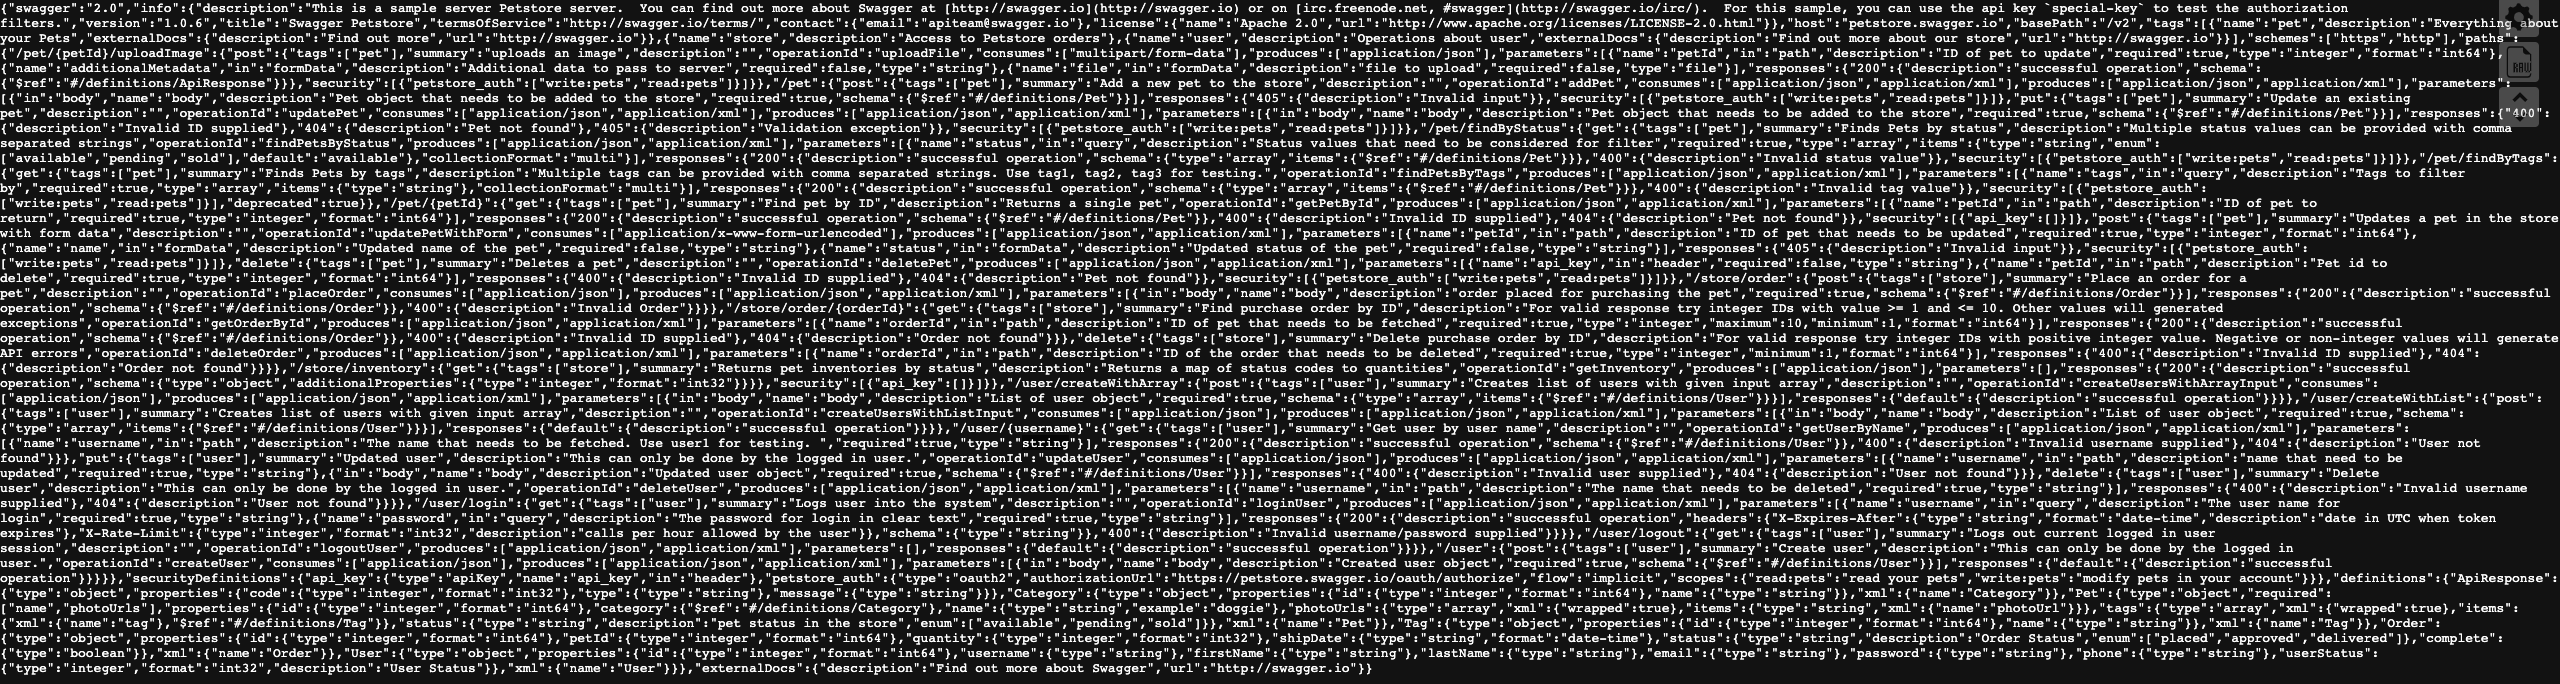 {"swagger":"2.0","info":{"description":"This is a sample server Petstore server.  You can find out more about Swagger at [http://swagger.io](http://swagger.io) or on [irc.freenode.net, #swagger](http://swagger.io/irc/).  For this sample, you can use the api key `special-key` to test the authorization
filters.","version":"1.0.6","title":"Swagger Petstore","termsOfService":"http://swagger.io/terms/","contact":{"email":"apiteam@swagger.io"},"license":{"name":"Apache 2.0","url":"http://www.apache.org/licenses/LICENSE-2.0.html"}},"host":"petstore.swagger.io","basePath":"/v2","tags":[{"name":"pet","description":"Everything about
your Pets","externalDocs":{"description":"Find out more","url":"http://swagger.io"}},{"name":"store","description":"Access to Petstore orders"},{"name":"user","description":"Operations about user","externalDocs":{"description":"Find out more about our store","url":"http://swagger.io"}}],"schemes":["https","http"],"paths":
{"/pet/{petId}/uploadImage":{"post":{"tags":["pet"],"summary":"uploads an image","description":"","operationId":"uploadFile","consumes":["multipart/form-data"],"produces":["application/json"],"parameters":[{"name":"petId","in":"path","description":"ID of pet to update","required":true,"type":"integer","format":"int64"},
{"name":"additionalMetadata","in":"formData","description":"Additional data to pass to server","required":false,"type":"string"},{"name":"file","in":"formData","description":"file to upload","required":false,"type":"file"}],"responses":{"200":{"description":"successful operation","schema":
{"$ref":"#/definitions/ApiResponse"}}},"security":[{"petstore_auth":["write:pets","read:pets"]}]}},"/pet":{"post":{"tags":["pet"],"summary":"Add a new pet to the store","description":"","operationId":"addPet","consumes":["application/json","application/xml"],"produces":["application/json","application/xml"],"parameters":
[{"in":"body","name":"body","description":"Pet object that needs to be added to the store","required":true,"schema":{"$ref":"#/definitions/Pet"}}],"responses":{"405":{"description":"Invalid input"}},"security":[{"petstore_auth":["write:pets","read:pets"]}]},"put":{"tags":["pet"],"summary":"Update an existing
pet","description":"","operationId":"updatePet","consumes":["application/json","application/xml"],"produces":["application/json","application/xml"],"parameters":[{"in":"body","name":"body","description":"Pet object that needs to be added to the store","required":true,"schema":{"$ref":"#/definitions/Pet"}}],"responses":{"400":
{"description":"Invalid ID supplied"},"404":{"description":"Pet not found"},"405":{"description":"Validation exception"}},"security":[{"petstore_auth":["write:pets","read:pets"]}]}},"/pet/findByStatus":{"get":{"tags":["pet"],"summary":"Finds Pets by status","description":"Multiple status values can be provided with comma
separated strings","operationId":"findPetsByStatus","produces":["application/json","application/xml"],"parameters":[{"name":"status","in":"query","description":"Status values that need to be considered for filter","required":true,"type":"array","items":{"type":"string","enum":
["available","pending","sold"],"default":"available"},"collectionFormat":"multi"}],"responses":{"200":{"description":"successful operation","schema":{"type":"array","items":{"$ref":"#/definitions/Pet"}}},"400":{"description":"Invalid status value"}},"security":[{"petstore_auth":["write:pets","read:pets"]}]}},"/pet/findByTags":
{"get":{"tags":["pet"],"summary":"Finds Pets by tags","description":"Multiple tags can be provided with comma separated strings. Use tag1, tag2, tag3 for testing.","operationId":"findPetsByTags","produces":["application/json","application/xml"],"parameters":[{"name":"tags","in":"query","description":"Tags to filter
by","required":true,"type":"array","items":{"type":"string"},"collectionFormat":"multi"}],"responses":{"200":{"description":"successful operation","schema":{"type":"array","items":{"$ref":"#/definitions/Pet"}}},"400":{"description":"Invalid tag value"}},"security":[{"petstore_auth":
["write:pets","read:pets"]}],"deprecated":true}},"/pet/{petId}":{"get":{"tags":["pet"],"summary":"Find pet by ID","description":"Returns a single pet","operationId":"getPetById","produces":["application/json","application/xml"],"parameters":[{"name":"petId","in":"path","description":"ID of pet to
return","required":true,"type":"integer","format":"int64"}],"responses":{"200":{"description":"successful operation","schema":{"$ref":"#/definitions/Pet"}},"400":{"description":"Invalid ID supplied"},"404":{"description":"Pet not found"}},"security":[{"api_key":[]}]},"post":{"tags":["pet"],"summary":"Updates a pet in the store
with form data","description":"","operationId":"updatePetWithForm","consumes":["application/x-www-form-urlencoded"],"produces":["application/json","application/xml"],"parameters":[{"name":"petId","in":"path","description":"ID of pet that needs to be updated","required":true,"type":"integer","format":"int64"},
{"name":"name","in":"formData","description":"Updated name of the pet","required":false,"type":"string"},{"name":"status","in":"formData","description":"Updated status of the pet","required":false,"type":"string"}],"responses":{"405":{"description":"Invalid input"}},"security":[{"petstore_auth":
["write:pets","read:pets"]}]},"delete":{"tags":["pet"],"summary":"Deletes a pet","description":"","operationId":"deletePet","produces":["application/json","application/xml"],"parameters":[{"name":"api_key","in":"header","required":false,"type":"string"},{"name":"petId","in":"path","description":"Pet id to
delete","required":true,"type":"integer","format":"int64"}],"responses":{"400":{"description":"Invalid ID supplied"},"404":{"description":"Pet not found"}},"security":[{"petstore_auth":["write:pets","read:pets"]}]}},"/store/order":{"post":{"tags":["store"],"summary":"Place an order for a
pet","description":"","operationId":"placeOrder","consumes":["application/json"],"produces":["application/json","application/xml"],"parameters":[{"in":"body","name":"body","description":"order placed for purchasing the pet","required":true,"schema":{"$ref":"#/definitions/Order"}}],"responses":{"200":{"description":"successful
operation","schema":{"$ref":"#/definitions/Order"}},"400":{"description":"Invalid Order"}}}},"/store/order/{orderId}":{"get":{"tags":["store"],"summary":"Find purchase order by ID","description":"For valid response try integer IDs with value >= 1 and <= 10. Other values will generated
exceptions","operationId":"getOrderById","produces":["application/json","application/xml"],"parameters":[{"name":"orderId","in":"path","description":"ID of pet that needs to be fetched","required":true,"type":"integer","maximum":10,"minimum":1,"format":"int64"}],"responses":{"200":{"description":"successful
operation","schema":{"$ref":"#/definitions/Order"}},"400":{"description":"Invalid ID supplied"},"404":{"description":"Order not found"}}},"delete":{"tags":["store"],"summary":"Delete purchase order by ID","description":"For valid response try integer IDs with positive integer value. Negative or non-integer values will generate
API errors","operationId":"deleteOrder","produces":["application/json","application/xml"],"parameters":[{"name":"orderId","in":"path","description":"ID of the order that needs to be deleted","required":true,"type":"integer","minimum":1,"format":"int64"}],"responses":{"400":{"description":"Invalid ID supplied"},"404":
{"description":"Order not found"}}}},"/store/inventory":{"get":{"tags":["store"],"summary":"Returns pet inventories by status","description":"Returns a map of status codes to quantities","operationId":"getInventory","produces":["application/json"],"parameters":[],"responses":{"200":{"description":"successful
operation","schema":{"type":"object","additionalProperties":{"type":"integer","format":"int32"}}}},"security":[{"api_key":[]}]}},"/user/createWithArray":{"post":{"tags":["user"],"summary":"Creates list of users with given input array","description":"","operationId":"createUsersWithArrayInput","consumes":
["application/json"],"produces":["application/json","application/xml"],"parameters":[{"in":"body","name":"body","description":"List of user object","required":true,"schema":{"type":"array","items":{"$ref":"#/definitions/User"}}}],"responses":{"default":{"description":"successful operation"}}}},"/user/createWithList":{"post":
{"tags":["user"],"summary":"Creates list of users with given input array","description":"","operationId":"createUsersWithListInput","consumes":["application/json"],"produces":["application/json","application/xml"],"parameters":[{"in":"body","name":"body","description":"List of user object","required":true,"schema":
{"type":"array","items":{"$ref":"#/definitions/User"}}}],"responses":{"default":{"description":"successful operation"}}}},"/user/{username}":{"get":{"tags":["user"],"summary":"Get user by user name","description":"","operationId":"getUserByName","produces":["application/json","application/xml"],"parameters":
[{"name":"username","in":"path","description":"The name that needs to be fetched. Use user1 for testing. ","required":true,"type":"string"}],"responses":{"200":{"description":"successful operation","schema":{"$ref":"#/definitions/User"}},"400":{"description":"Invalid username supplied"},"404":{"description":"User not
found"}}},"put":{"tags":["user"],"summary":"Updated user","description":"This can only be done by the logged in user.","operationId":"updateUser","consumes":["application/json"],"produces":["application/json","application/xml"],"parameters":[{"name":"username","in":"path","description":"name that need to be
updated","required":true,"type":"string"},{"in":"body","name":"body","description":"Updated user object","required":true,"schema":{"$ref":"#/definitions/User"}}],"responses":{"400":{"description":"Invalid user supplied"},"404":{"description":"User not found"}}},"delete":{"tags":["user"],"summary":"Delete
user","description":"This can only be done by the logged in user.","operationId":"deleteUser","produces":["application/json","application/xml"],"parameters":[{"name":"username","in":"path","description":"The name that needs to be deleted","required":true,"type":"string"}],"responses":{"400":{"description":"Invalid username
supplied"},"404":{"description":"User not found"}}}},"/user/login":{"get":{"tags":["user"],"summary":"Logs user into the system","description":"","operationId":"loginUser","produces":["application/json","application/xml"],"parameters":[{"name":"username","in":"query","description":"The user name for
login","required":true,"type":"string"},{"name":"password","in":"query","description":"The password for login in clear text","required":true,"type":"string"}],"responses":{"200":{"description":"successful operation","headers":{"X-Expires-After":{"type":"string","format":"date-time","description":"date in UTC when token
expires"},"X-Rate-Limit":{"type":"integer","format":"int32","description":"calls per hour allowed by the user"}},"schema":{"type":"string"}},"400":{"description":"Invalid username/password supplied"}}}},"/user/logout":{"get":{"tags":["user"],"summary":"Logs out current logged in user
session","description":"","operationId":"logoutUser","produces":["application/json","application/xml"],"parameters":[],"responses":{"default":{"description":"successful operation"}}}},"/user":{"post":{"tags":["user"],"summary":"Create user","description":"This can only be done by the logged in
user.","operationId":"createUser","consumes":["application/json"],"produces":["application/json","application/xml"],"parameters":[{"in":"body","name":"body","description":"Created user object","required":true,"schema":{"$ref":"#/definitions/User"}}],"responses":{"default":{"description":"successful
operation"}}}}},"securityDefinitions":{"api_key":{"type":"apiKey","name":"api_key","in":"header"},"petstore_auth":{"type":"oauth2","authorizationUrl":"https://petstore.swagger.io/oauth/authorize","flow":"implicit","scopes":{"read:pets":"read your pets","write:pets":"modify pets in your account"}}},"definitions":{"ApiResponse":
{"type":"object","properties":{"code":{"type":"integer","format":"int32"},"type":{"type":"string"},"message":{"type":"string"}}},"Category":{"type":"object","properties":{"id":{"type":"integer","format":"int64"},"name":{"type":"string"}},"xml":{"name":"Category"}},"Pet":{"type":"object","required":
["name","photoUrls"],"properties":{"id":{"type":"integer","format":"int64"},"category":{"$ref":"#/definitions/Category"},"name":{"type":"string","example":"doggie"},"photoUrls":{"type":"array","xml":{"wrapped":true},"items":{"type":"string","xml":{"name":"photoUrl"}}},"tags":{"type":"array","xml":{"wrapped":true},"items":
{"xml":{"name":"tag"},"$ref":"#/definitions/Tag"}},"status":{"type":"string","description":"pet status in the store","enum":["available","pending","sold"]}},"xml":{"name":"Pet"}},"Tag":{"type":"object","properties":{"id":{"type":"integer","format":"int64"},"name":{"type":"string"}},"xml":{"name":"Tag"}},"Order":
{"type":"object","properties":{"id":{"type":"integer","format":"int64"},"petId":{"type":"integer","format":"int64"},"quantity":{"type":"integer","format":"int32"},"shipDate":{"type":"string","format":"date-time"},"status":{"type":"string","description":"Order Status","enum":["placed","approved","delivered"]},"complete":
{"type":"boolean"}},"xml":{"name":"Order"}},"User":{"type":"object","properties":{"id":{"type":"integer","format":"int64"},"username":{"type":"string"},"firstName":{"type":"string"},"lastName":{"type":"string"},"email":{"type":"string"},"password":{"type":"string"},"phone":{"type":"string"},"userStatus":
{"type":"integer","format":"int32","description":"User Status"}},"xml":{"name":"User"}}},"externalDocs":{"description":"Find out more about Swagger","url":"http://swagger.io"}}
RAW